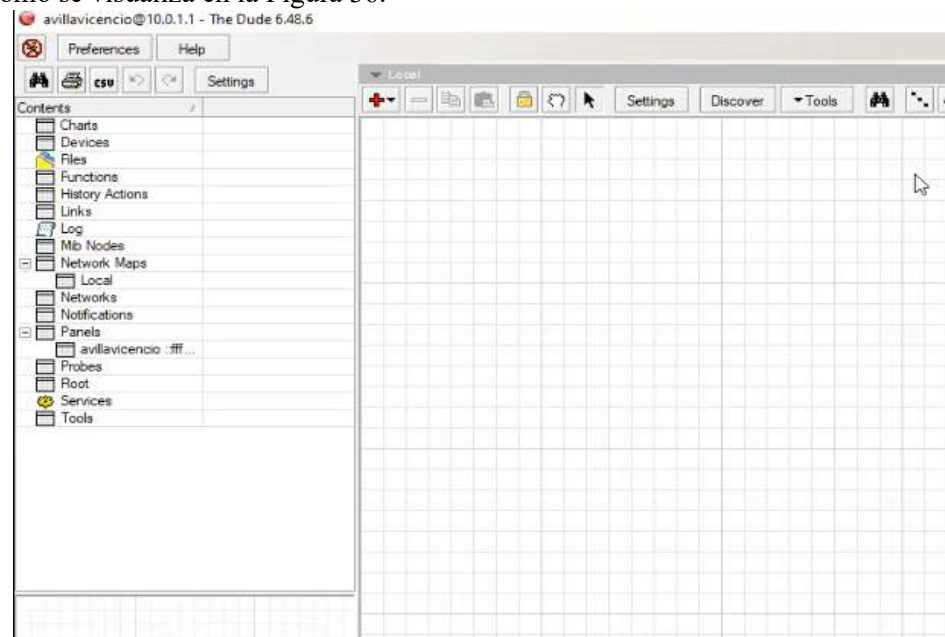 como se visualiza en la Figura 36.
avillavicencio@10.0.1.1 - The Dude 6.48.6
Preferences Help
csv Settings
Local
Settings Discover Tools
Contents
Charts
Devices
Files
Functions
History Actions
Links
Log
Mib Nodes
Network Maps
Local
Networks
Notifications
Panels
avillavicencio :fff...
Probes
Root
Services
Tools